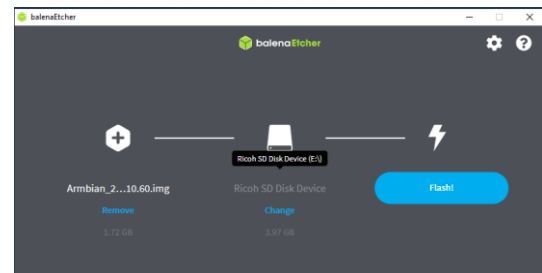 balenaEtcher
balenaEtcher
Ricoh SD Disk Device (E:\)
Armbian_2...10.60.img
Ricoh SD Disk Device
Flash!
Remove
Change
1.72 GB
3.97 GB